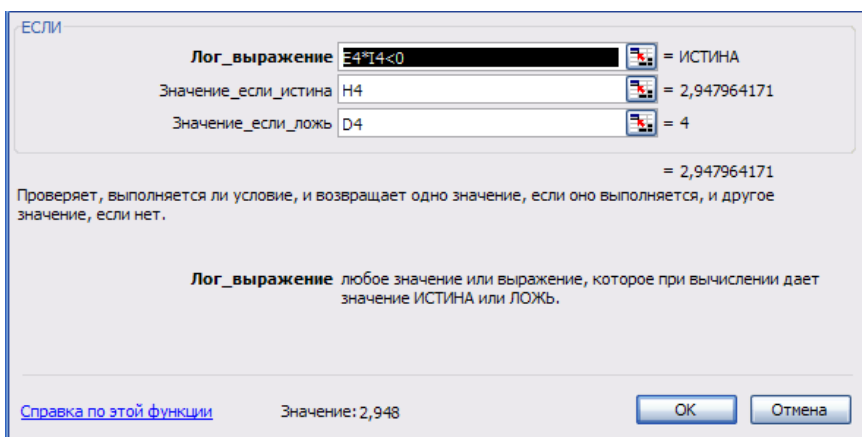 ЕСЛИ
Лог_выражение E4*I4<0 = ИСТИНА
Значение_если_истина H4 = 2,947964171
Значение_если_ложь D4 = 4
= 2,947964171
Проверяет, выполняется ли условие, и возвращает одно значение, если оно выполняется, и другое
значение, если нет.
Лог_выражение любое значение или выражение, которое при вычислении дает
значение ИСТИНА или ЛОЖЬ.
Справка по этой функции Значение: 2,948 OK Отмена